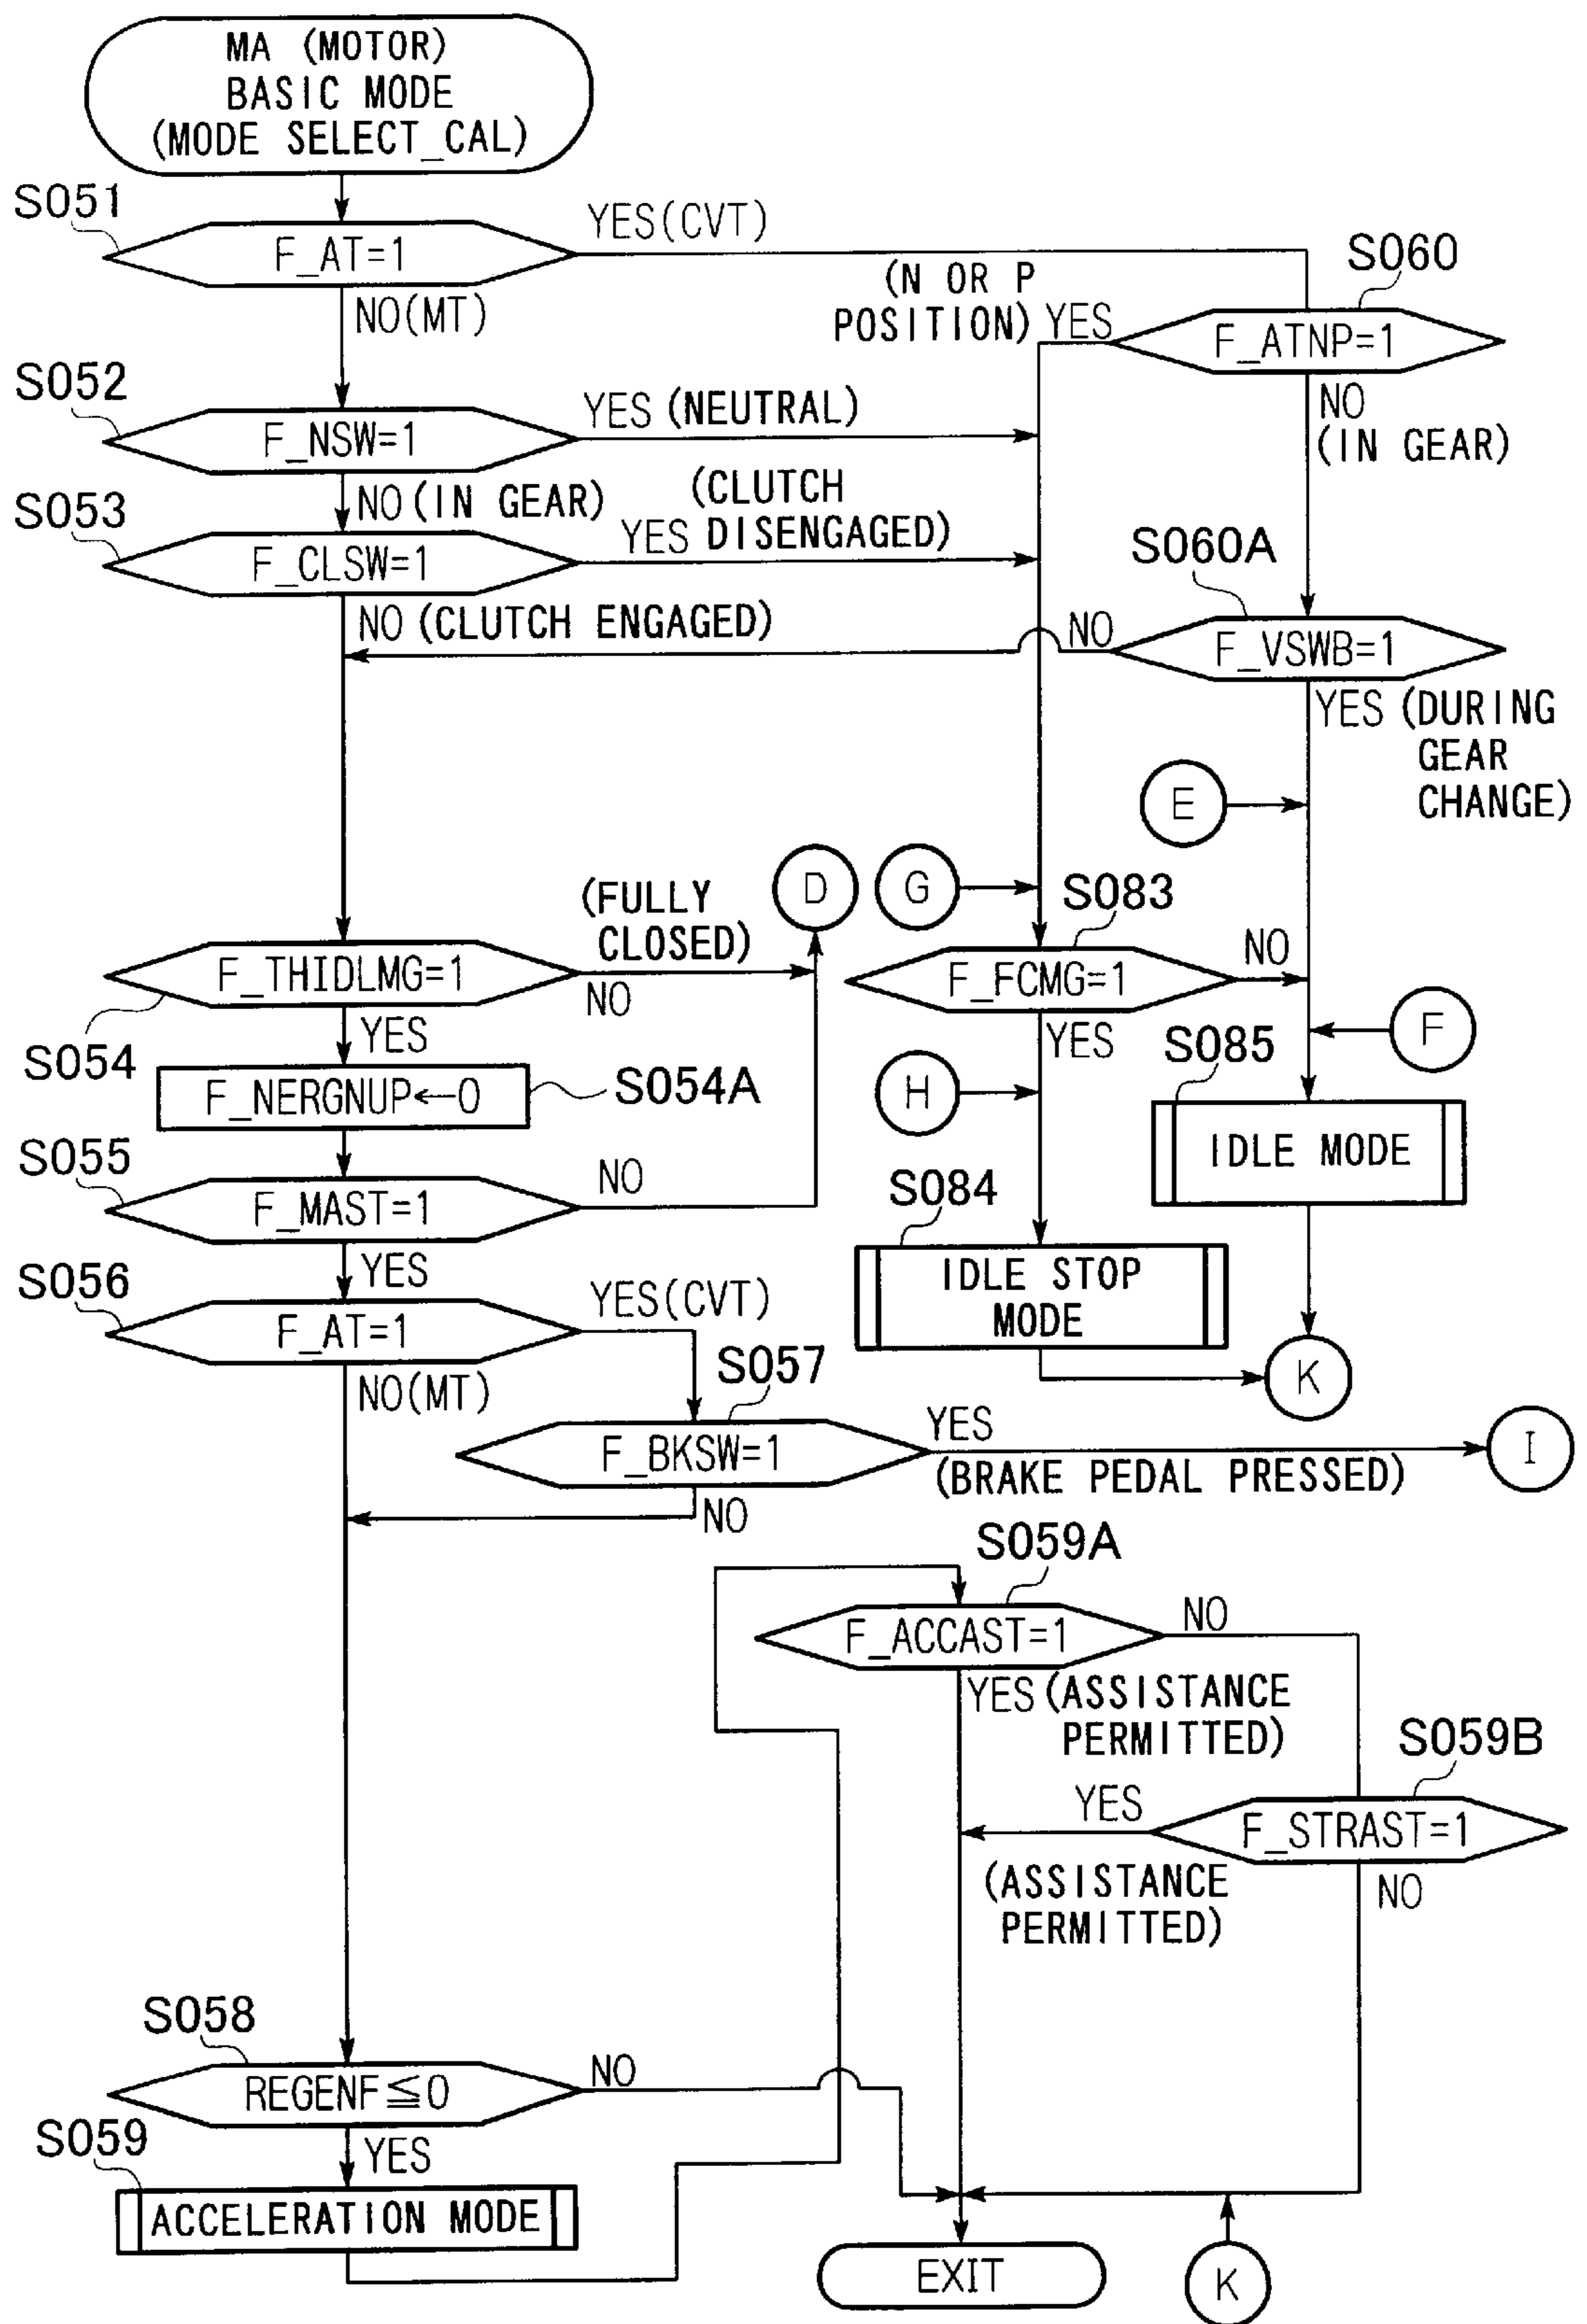 MA (MOTOR)
BASIC MODE
(MODE SELECT_CAL)
S051
F_AT=1
YES(CVT)
NO(MT)
S060
(N OR P
POSITION) YES
F_ATNP=1
NO
(IN GEAR)
S052
F_NSW=1
YES (NEUTRAL)
NO (IN GEAR)
S053
F_CLSW=1
(CLUTCH
YES DISENGAGED)
NO (CLUTCH ENGAGED)
S060A
F_VSWB=1
NO
YES (DURING
GEAR
CHANGE)
E
D
G
S083
F_FCMG=1
NO
YES
F
(FULLY
CLOSED)
F_THIDLMG=1
NO
S054
YES
F_NERGNUP←0
S054A
H
S085
IDLE MODE
S055
F_MAST=1
NO
YES
S084
IDLE STOP
MODE
K
S056
F_AT=1
YES(CVT)
NO(MT)
S057
F_BKSW=1
YES
(BRAKE PEDAL PRESSED)
I
NO
S059A
F_ACCAST=1
NO
YES (ASSISTANCE
PERMITTED)
S059B
F_STRAST=1
YES
(ASSISTANCE
PERMITTED)
NO
S058
REGENF≦0
NO
YES
S059
ACCELERATION MODE
EXIT
K